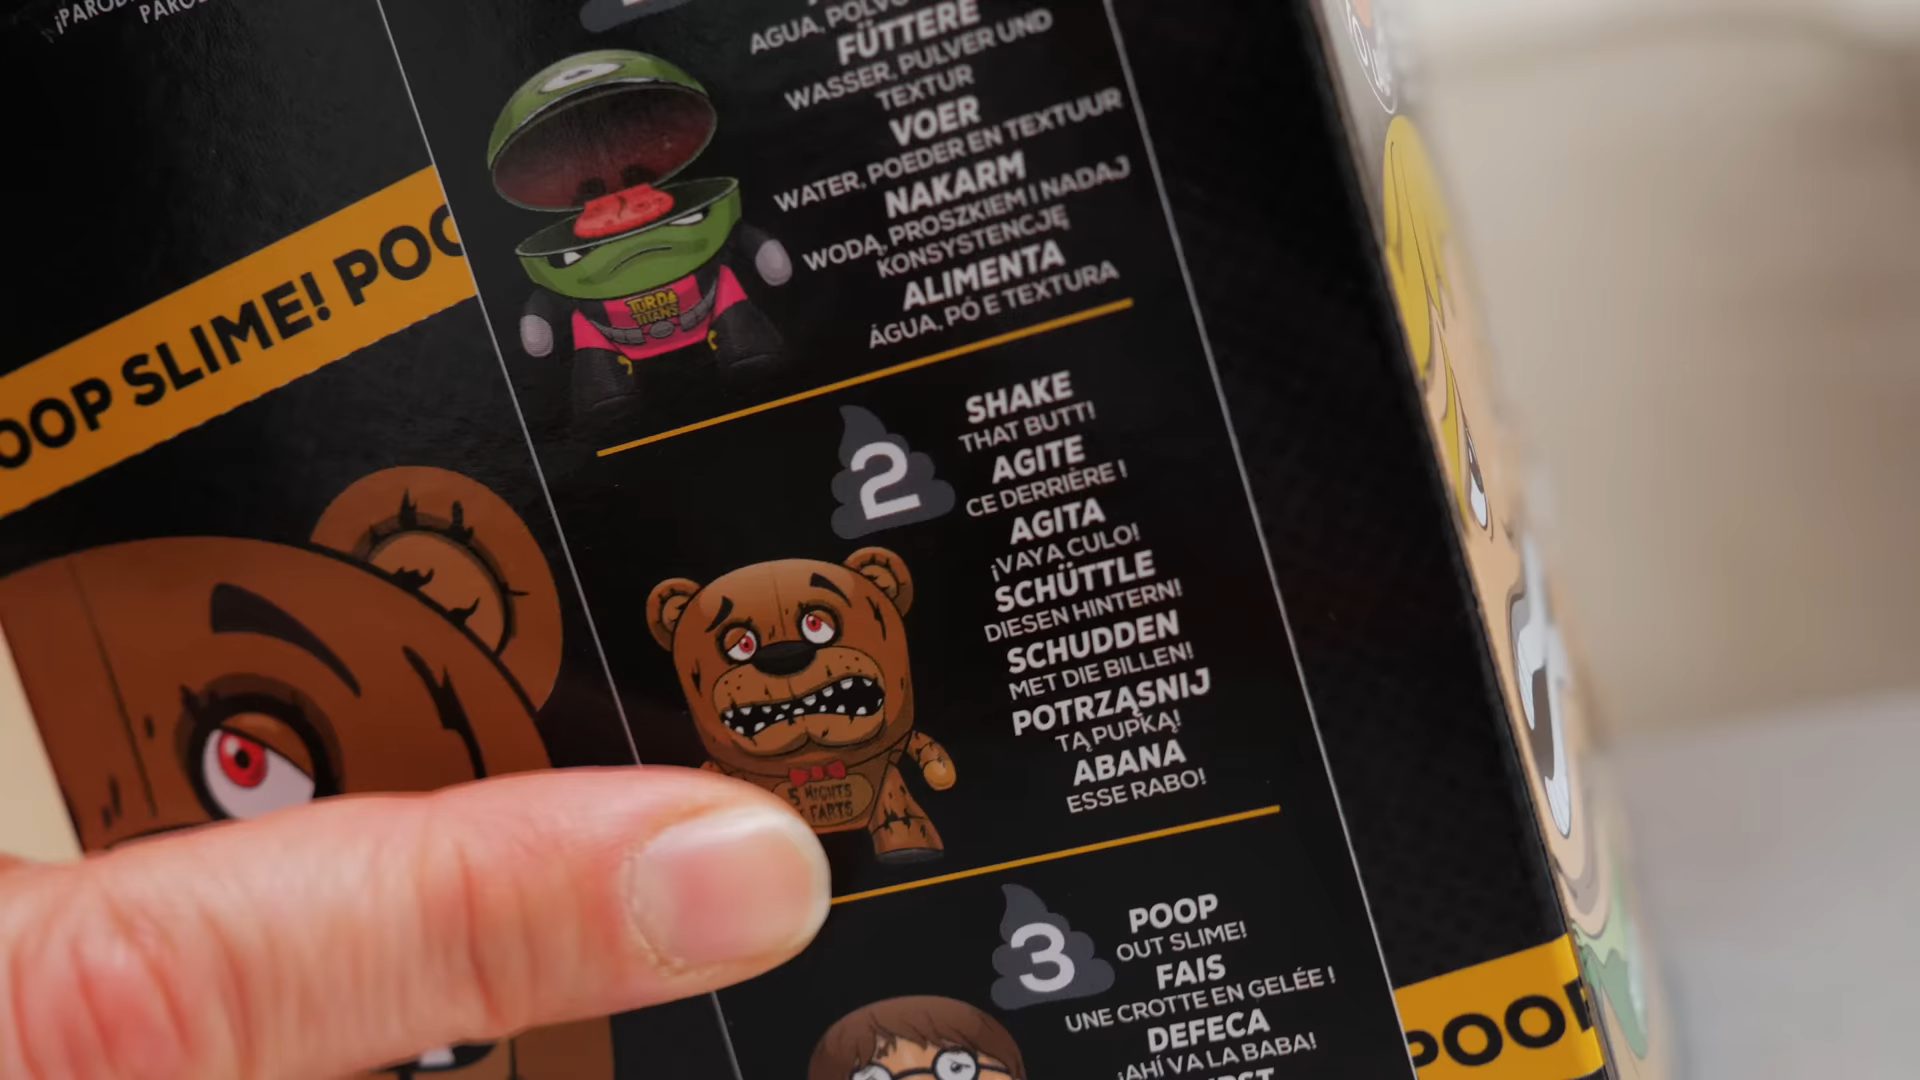 AGUA, POLVO
FÜTTERE
WASSER, PULVER UND
TEXTUR
VOER
WATER, POEDER EN TEXTUUR
NAKARM
WODĄ, PROSZKIEM I NADAJ
KONSYSTENCJĘ
ALIMENTA
ÁGUA, PÓ E TEXTURA
TURD
TITANS
OOP SLIME! POO
2
SHAKE
THAT BUTT!
AGITE
CE DERRIÈRE !
AGITA
¡VAYA CULO!
SCHÜTTLE
DIESEN HINTERN!
SCHUDDEN
MET DIE BILLEN!
POTRZĄSNIJ
TĄ PUPKĄ!
ABANA
ESSE RABO!
5 NIGHTS
FARTS
3
POOP
OUT SLIME!
FAIS
UNE CROTTE EN GELÉE !
DEFECA
¡AHÍ VA LA BABA!
POOP